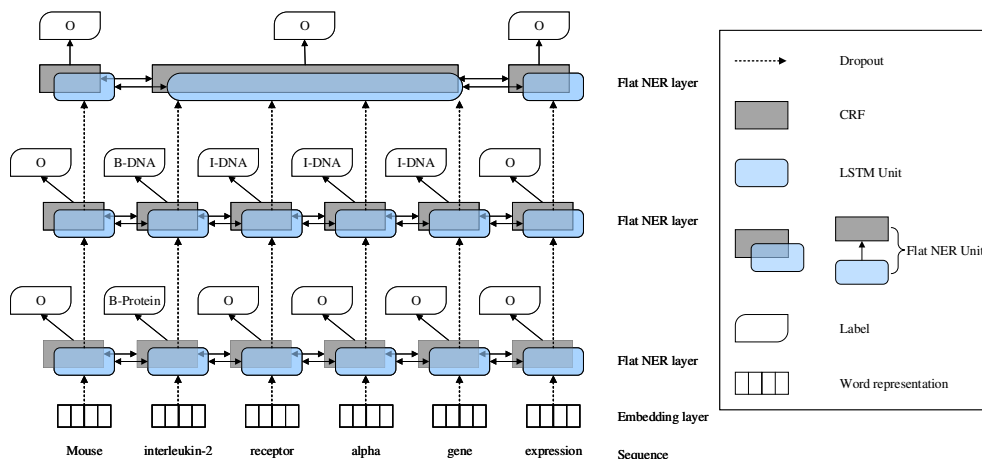 O O O
Flat NER layer
O B-DNA I-DNA I-DNA I-DNA O
Flat NER layer
O B-Protein O O O O
Flat NER layer
Embedding layer
Mouse interleukin-2 receptor alpha gene expression Sequence
Dropout
CRF
LSTM Unit
Flat NER Unit
Label
Word representation